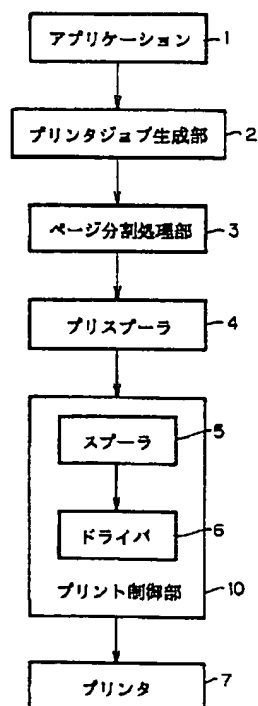 アプリケーション 1
プリンタジョブ生成部 2
ページ分割処理部 3
プリスプーラ 4
スプーラ 5
ドライバ 6
プリント制御部 10
プリンタ 7